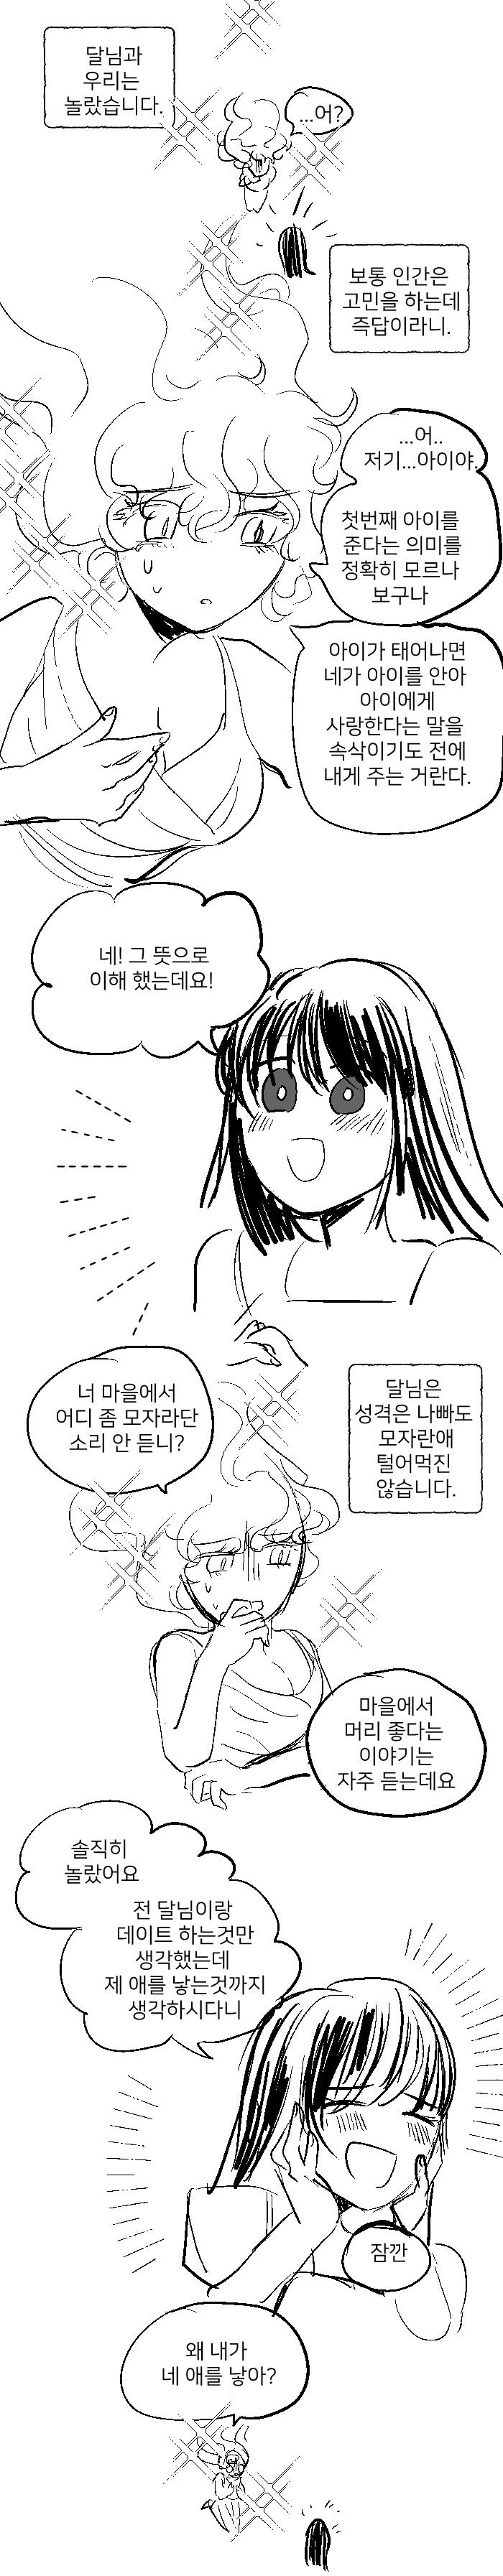 달님과
우리는
놀랐습니다.
...어?
보통 인간은
고민을 하는데
즉답이라니.
...어..
저기...아이야.
첫번째 아이를
준다는 의미를
정확히 모르나
보구나
아이가 태어나면
네가 아이를 안아
아이에게
사랑한다는 말을
속삭이기도 전에
내게 주는 거란다.
네! 그 뜻으로
이해 했는데요!
너 마을에서
어디 좀 모자라단
소리 안 듣니?
달님은
성격은 나빠도
모자란애
털어먹진
않습니다.
마을에서
머리 좋다는
이야기는
자주 듣는데요
솔직히
놀랐어요
전 달님이랑
데이트 하는것만
생각했는데
제 애를 낳는것까지
생각하시다니
잠깐
왜 내가
네 애를 낳아?